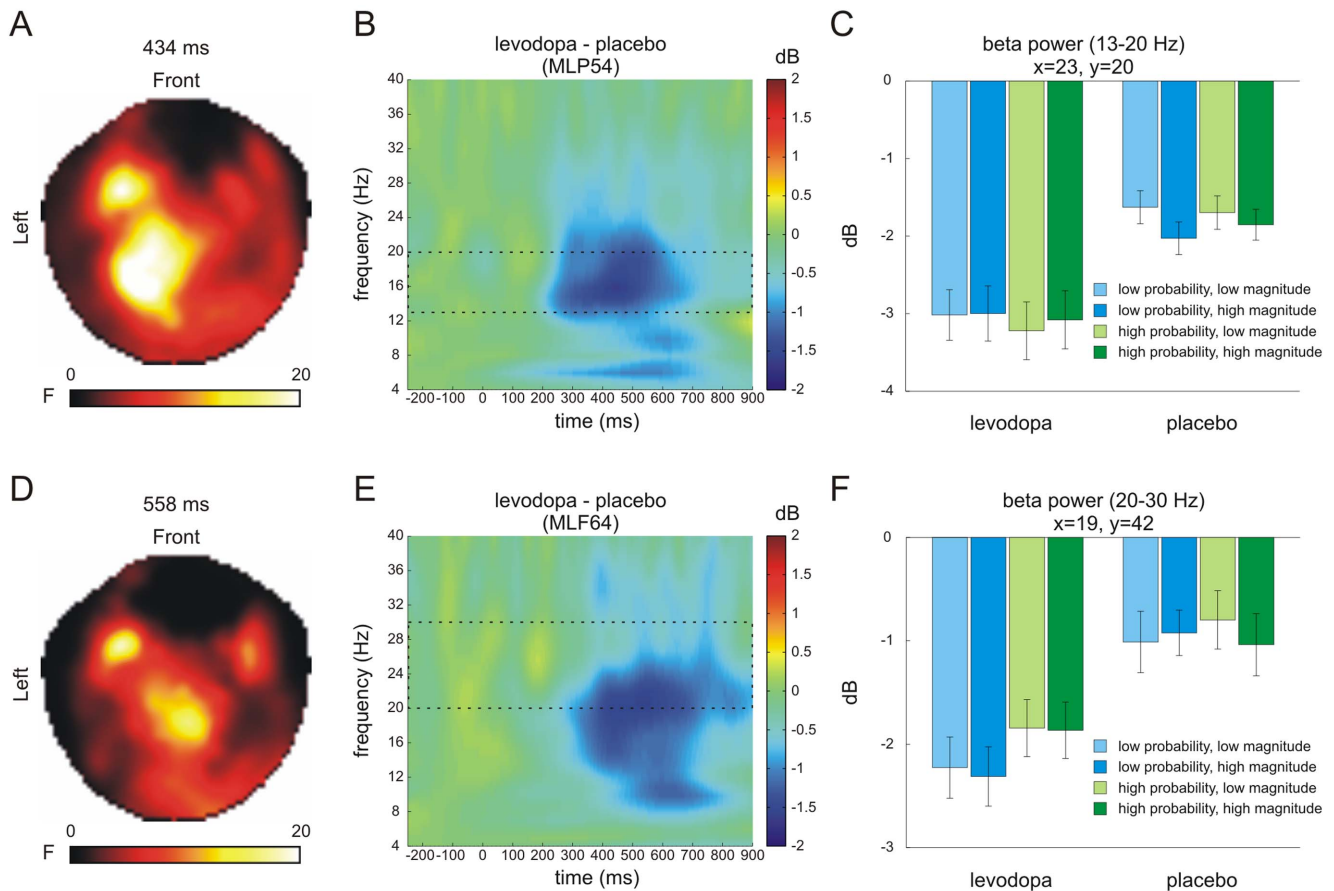 A
434 ms
Front
Left
0
20
F
B
levodopa - placebo
(MLP54)
dB
40
36
32
28
24
20
16
12
8
4
frequency (Hz)
-200 -100 0 100 200 300 400 500 600 700 900
time (ms)
2
1.5
1
0.5
0
-0.5
-1
-1.5
-2
C
beta power (13-20 Hz)
x=23, y=20
0
-1
-2
-3
-4
dB
low probability, low magnitude
low probability, high magnitude
high probability, low magnitude
high probability, high magnitude
levodopa
placebo
D
558 ms
Front
Left
0
20
F
E
levodopa - placebo
(MLF64)
dB
40
36
32
28
24
20
16
12
8
4
frequency (Hz)
-200 -100 0 100 200 300 400 500 600 700 900
time (ms)
2
1.5
1
0.5
0
-0.5
-1
-1.5
-2
F
beta power (20-30 Hz)
x=19, y=42
0
-1
-2
-3
dB
low probability, low magnitude
low probability, high magnitude
high probability, low magnitude
high probability, high magnitude
levodopa
placebo